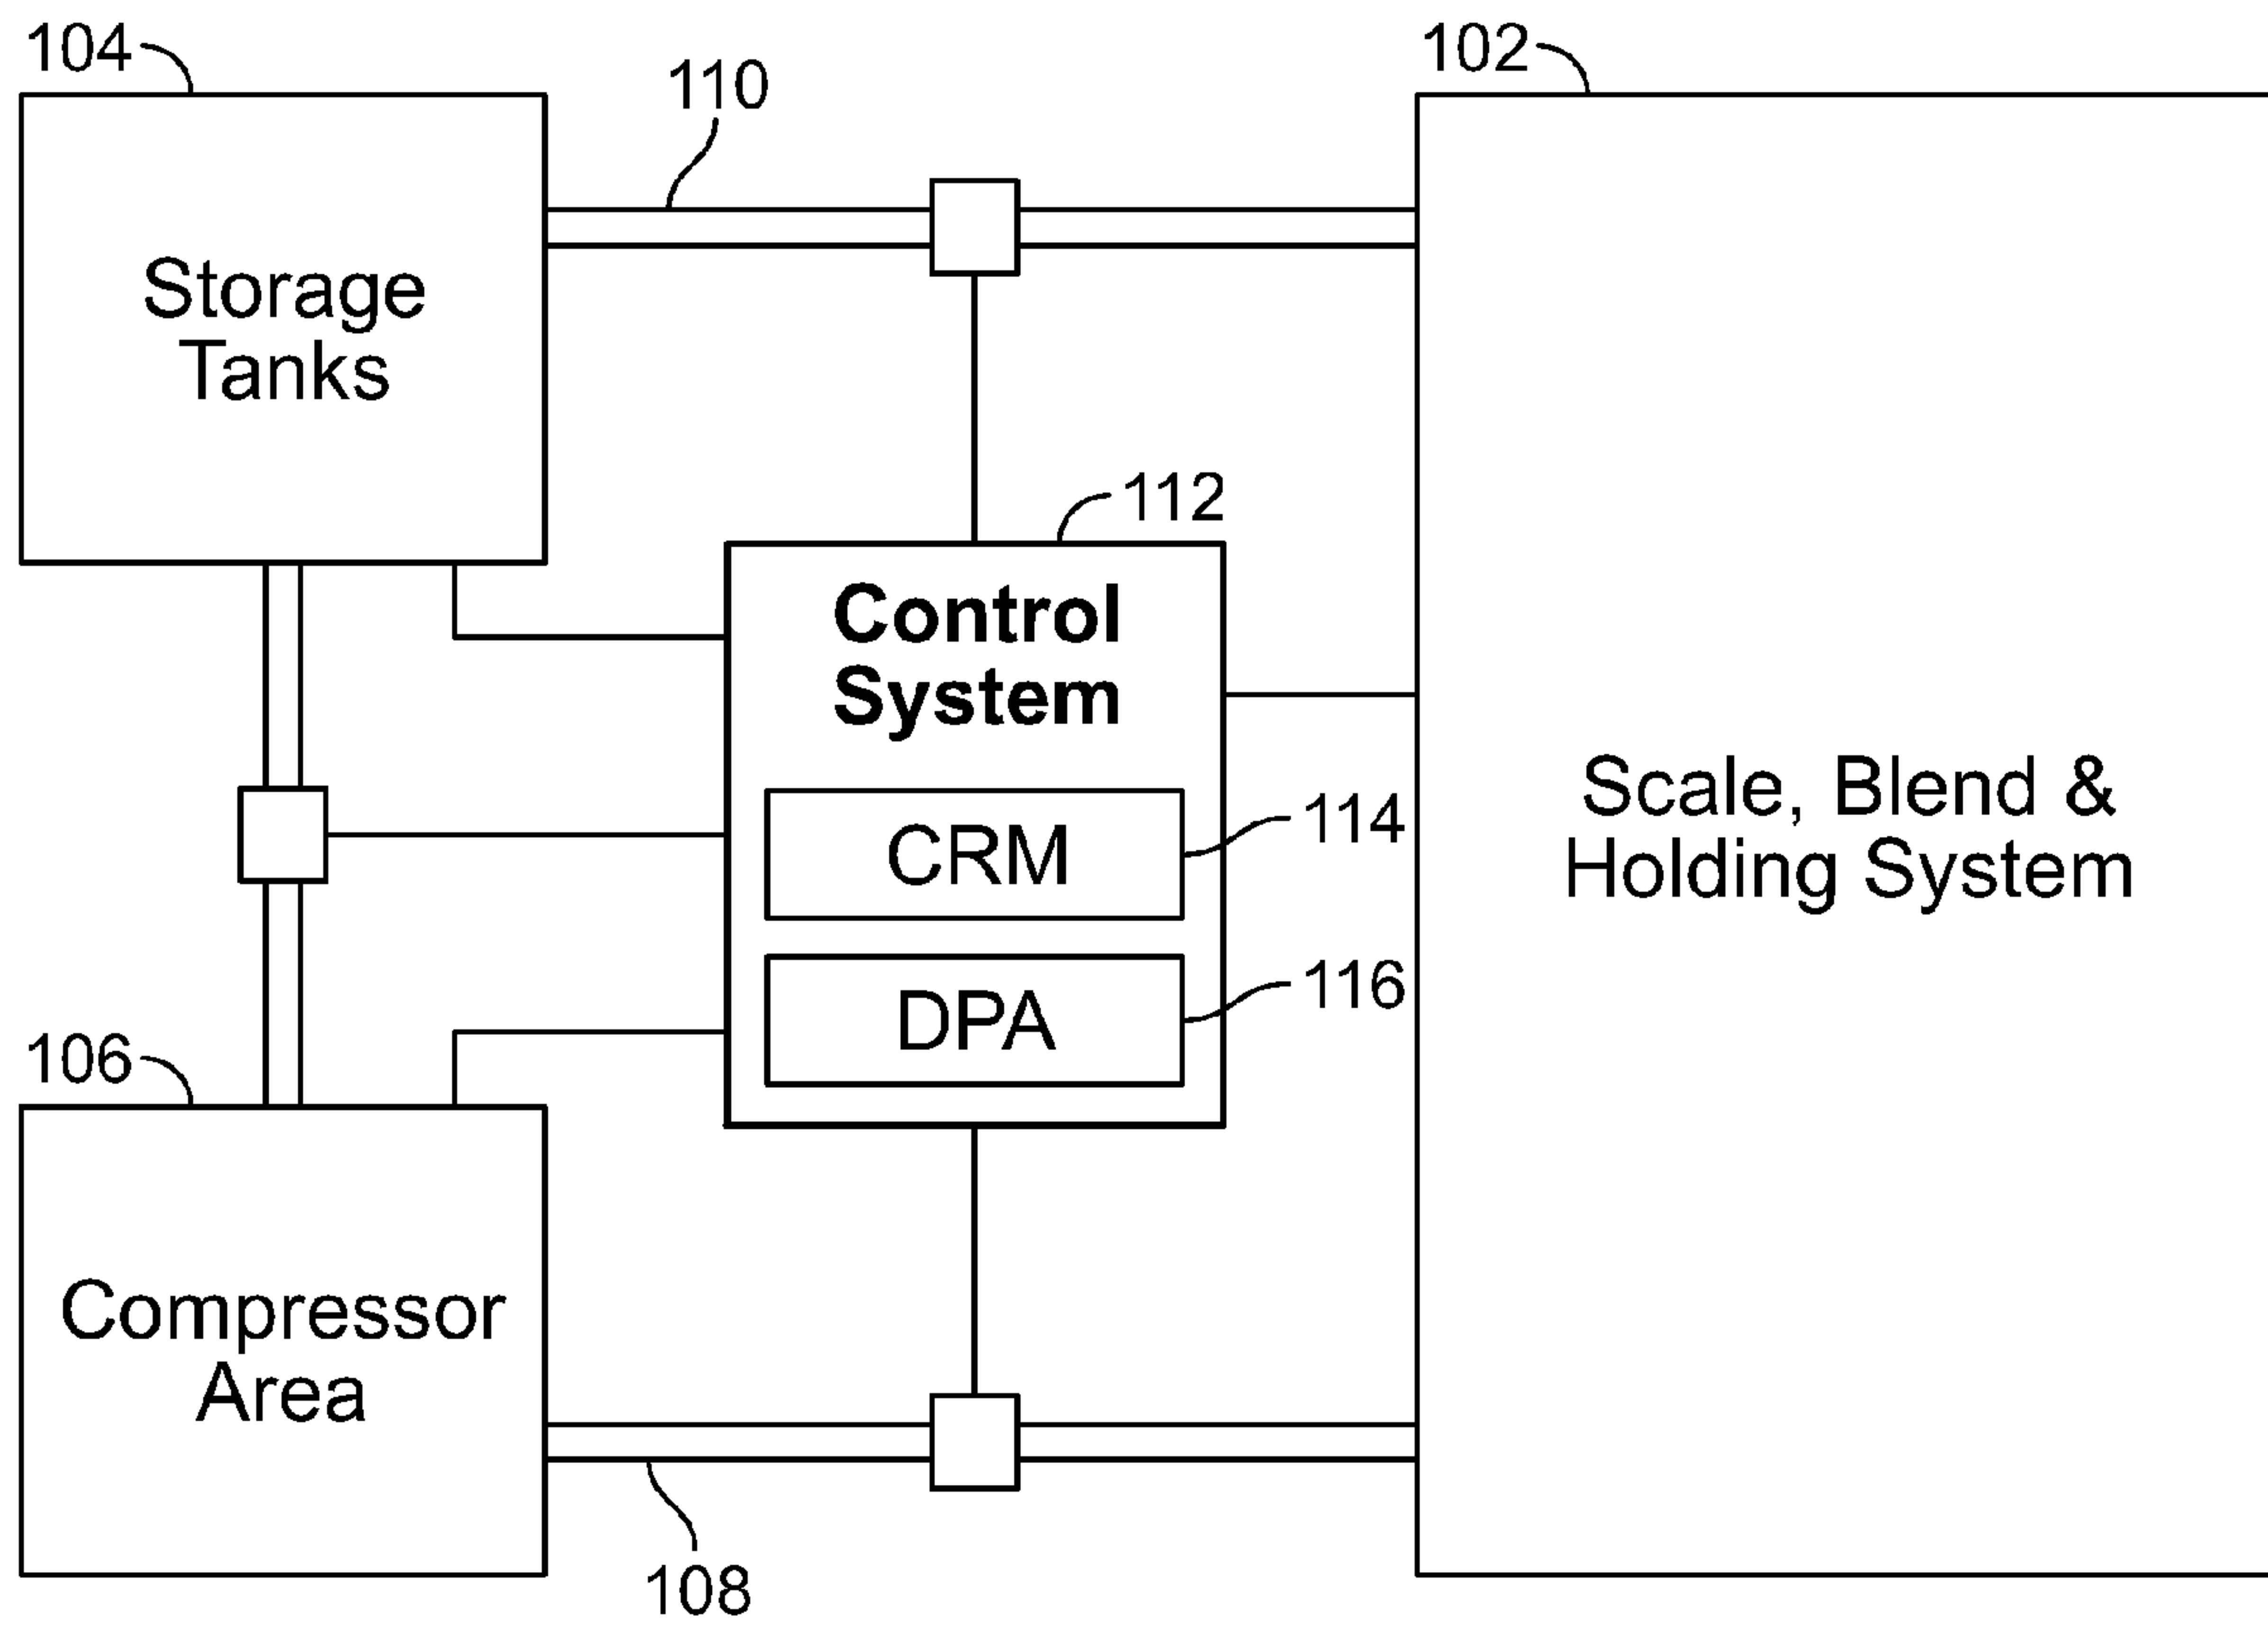 104
110
102
Storage
Tanks
112
Control
System
Scale, Blend &
Holding System
CRM
114
DPA
116
106
Compressor
Area
108